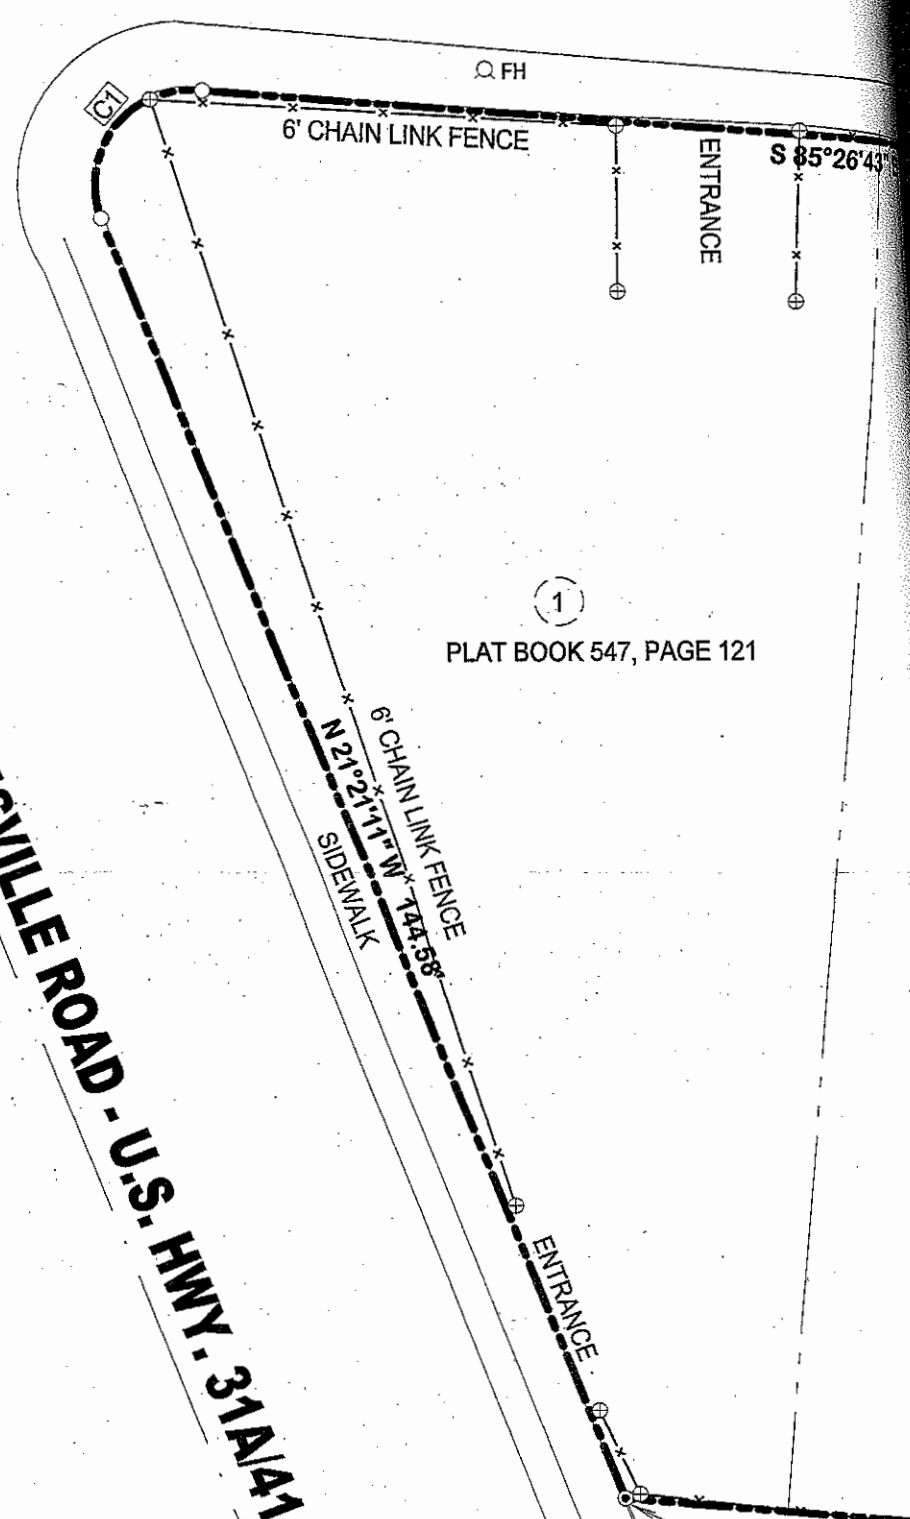 FH
C1
6' CHAIN LINK FENCE
ENTRANCE
S 85°26'43"
1
PLAT BOOK 547, PAGE 121
6' CHAIN LINK FENCE
N 21°21'11" W 144.58'
SIDEWALK
ROAD - U.S. HWY. 31A/41
ENTRANCE